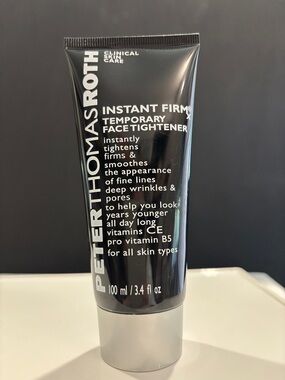 PETERTHOMASROTH
CLINICAL
SKIN
CARE
INSTANT FIRMx
TEMPORARY
FACE TIGHTENER
instantly
tightens
firms &
smoothes
the appearance
of fine lines
deep wrinkles &
pores
to help you look
years younger
all day long
vitamins CE
pro vitamin B5
for all skin types
100 ml / 3.4 fl oz